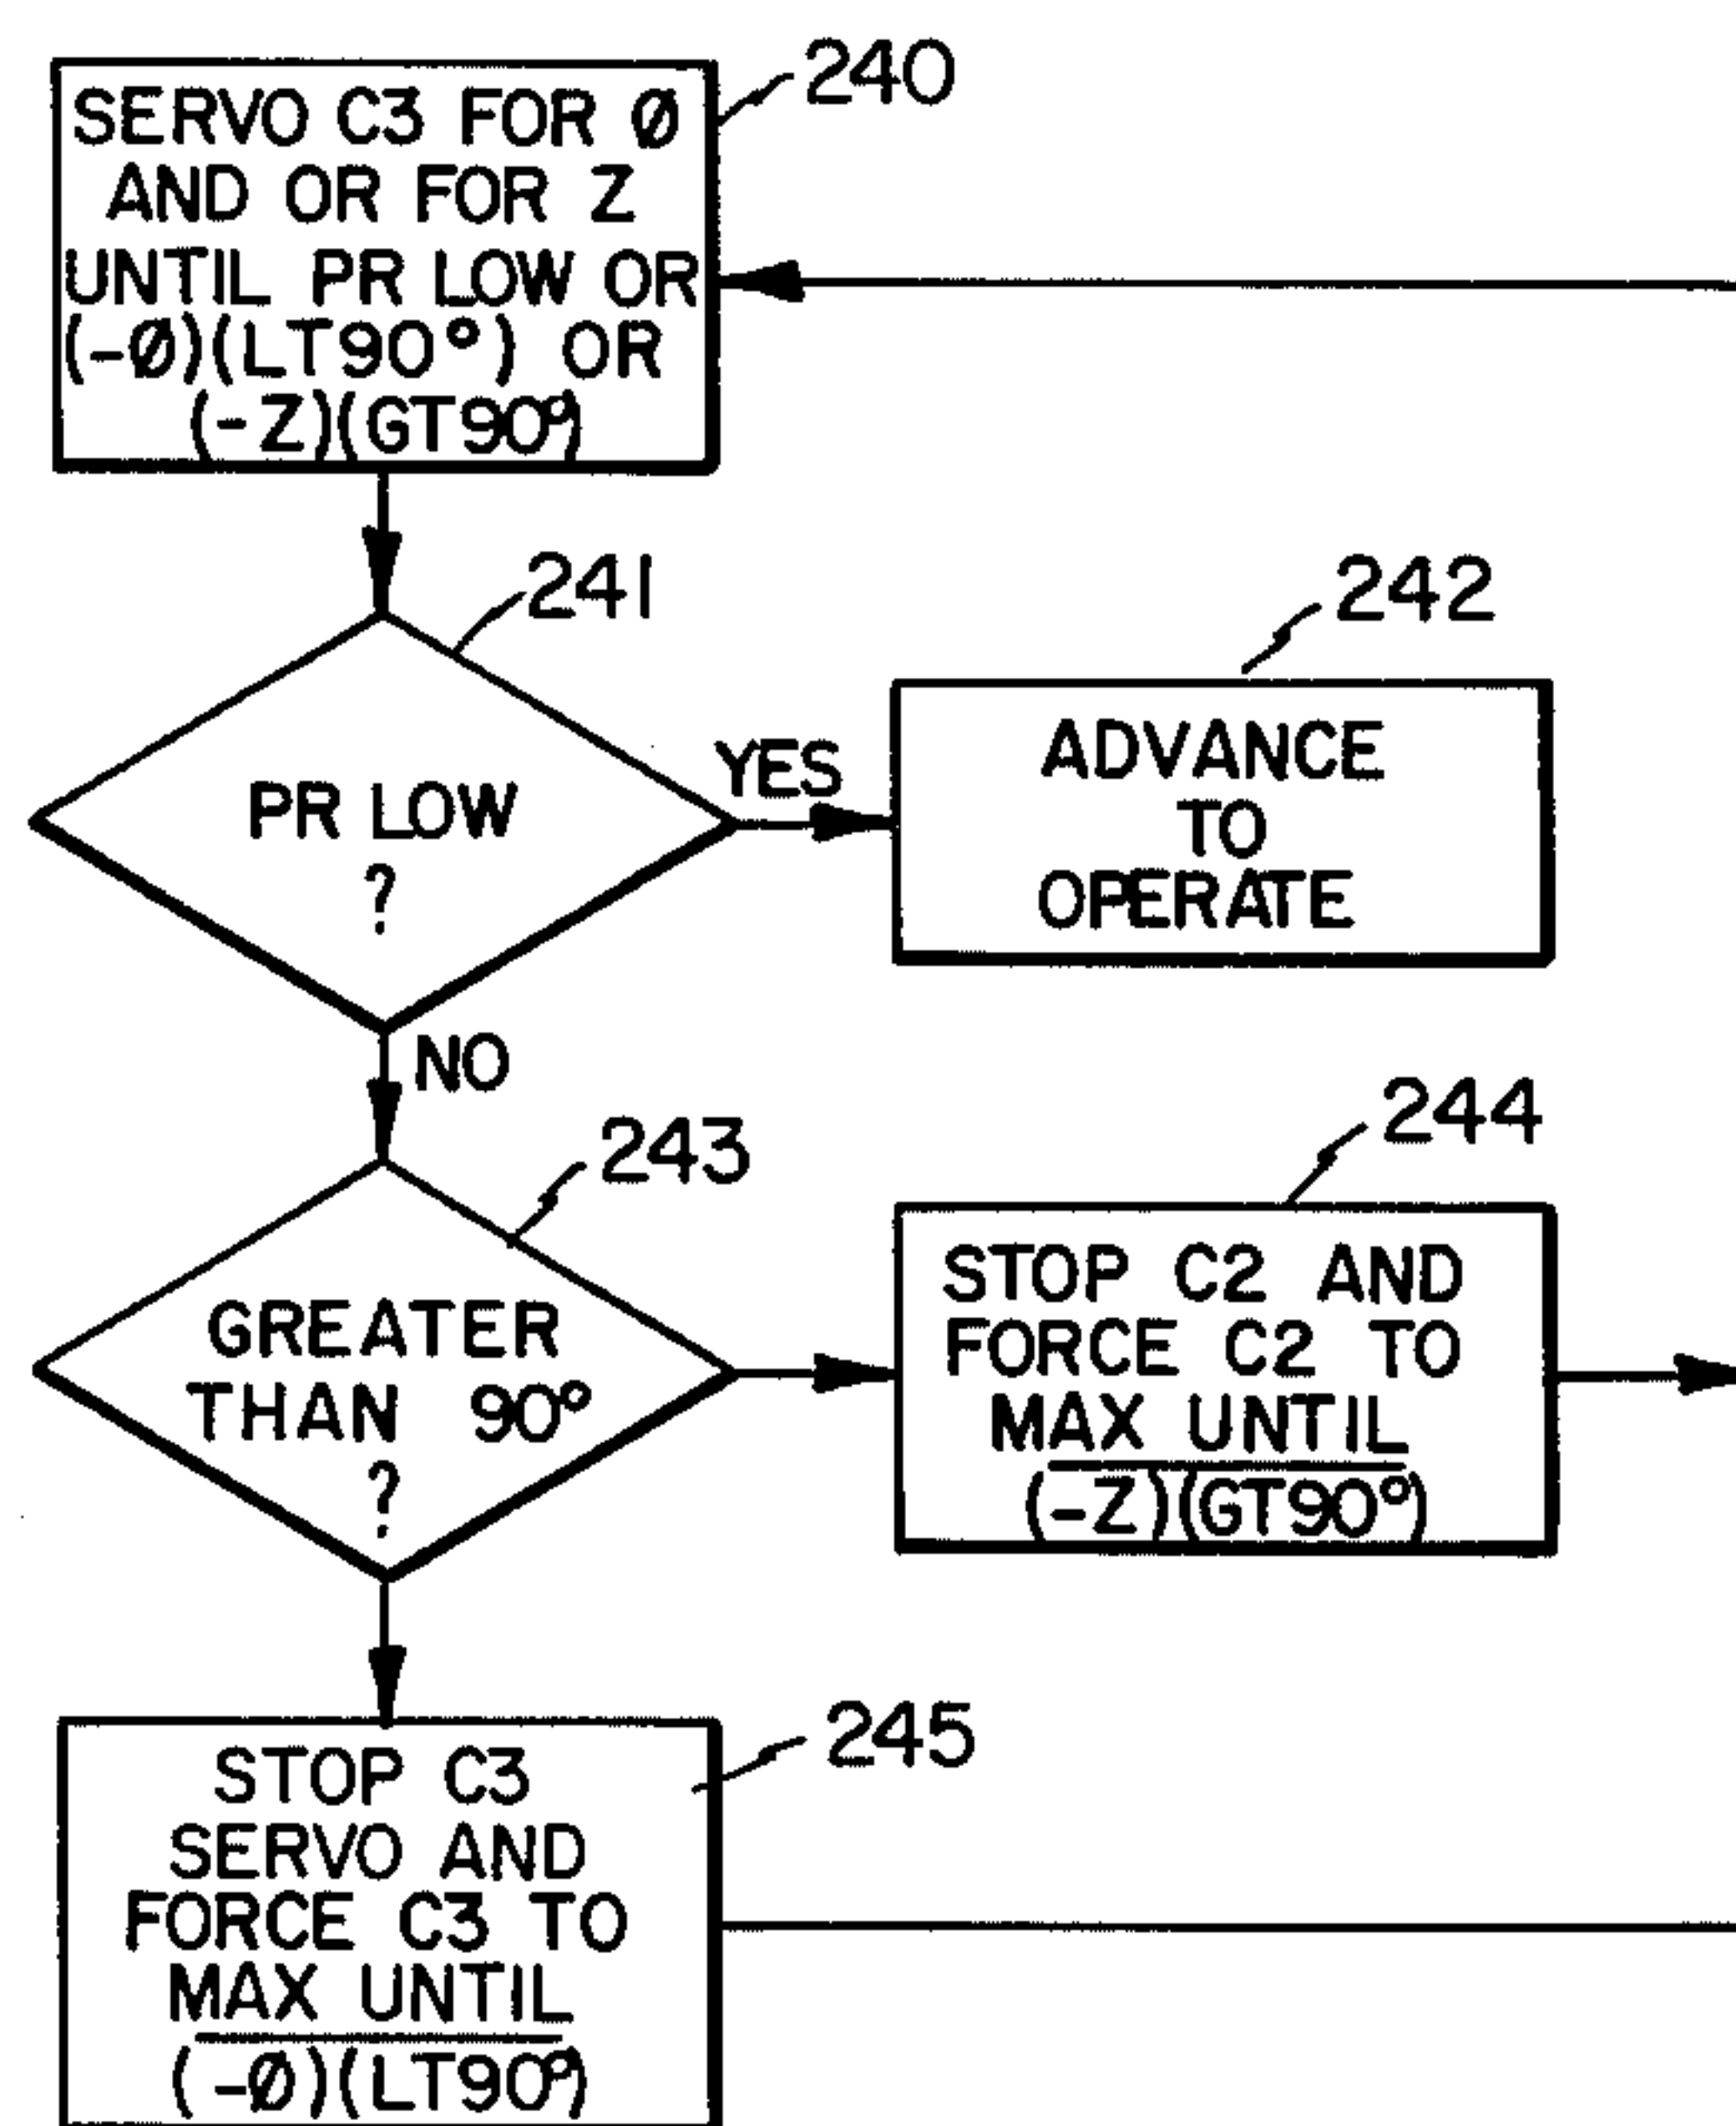 240
SERVO C3 FOR Ø
AND OR FOR Z
UNTIL PR LOW OR
(-Ø)(LT90°) OR
(-Z)(GT90°)
241
PR LOW
?
YES
242
ADVANCE
TO
OPERATE
NO
243
GREATER
THAN 90°
?
244
STOP C2 AND
FORCE C2 TO
MAX UNTIL
(-Z)(GT90°)
245
STOP C3
SERVO AND
FORCE C3 TO
MAX UNTIL
(-Ø)(LT90°)